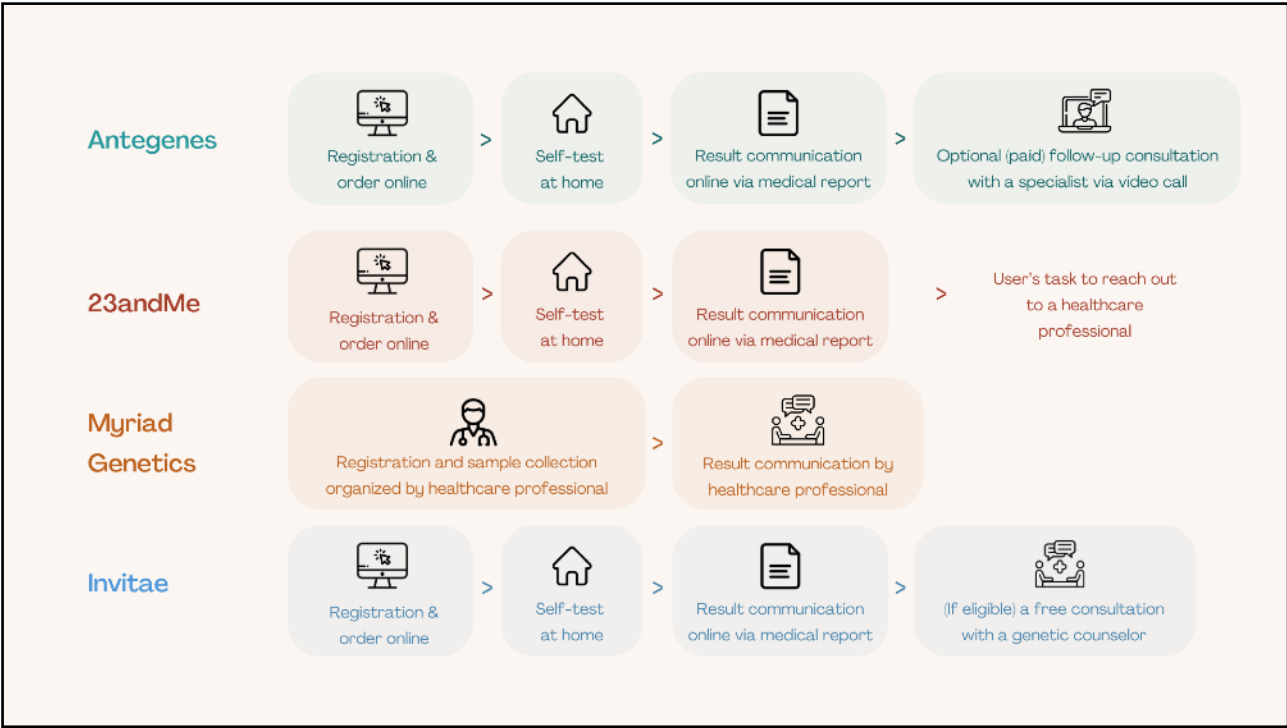 Antegenes
Registration &
order online
>
Self-test
at home
>
Result communication
online via medical report
>
Optional (paid) follow-up consultation
with a specialist via video call
23andMe
Registration &
order online
>
Self-test
at home
>
Result communication
online via medical report
>
User's task to reach out
to a healthcare
professional
Myriad
Genetics
Registration and sample collection
organized by healthcare professional
>
Result communication by
healthcare professional
Invitae
Registration &
order online
>
Self-test
at home
>
Result communication
online via medical report
>
(If eligible) a free consultation
with a genetic counselor